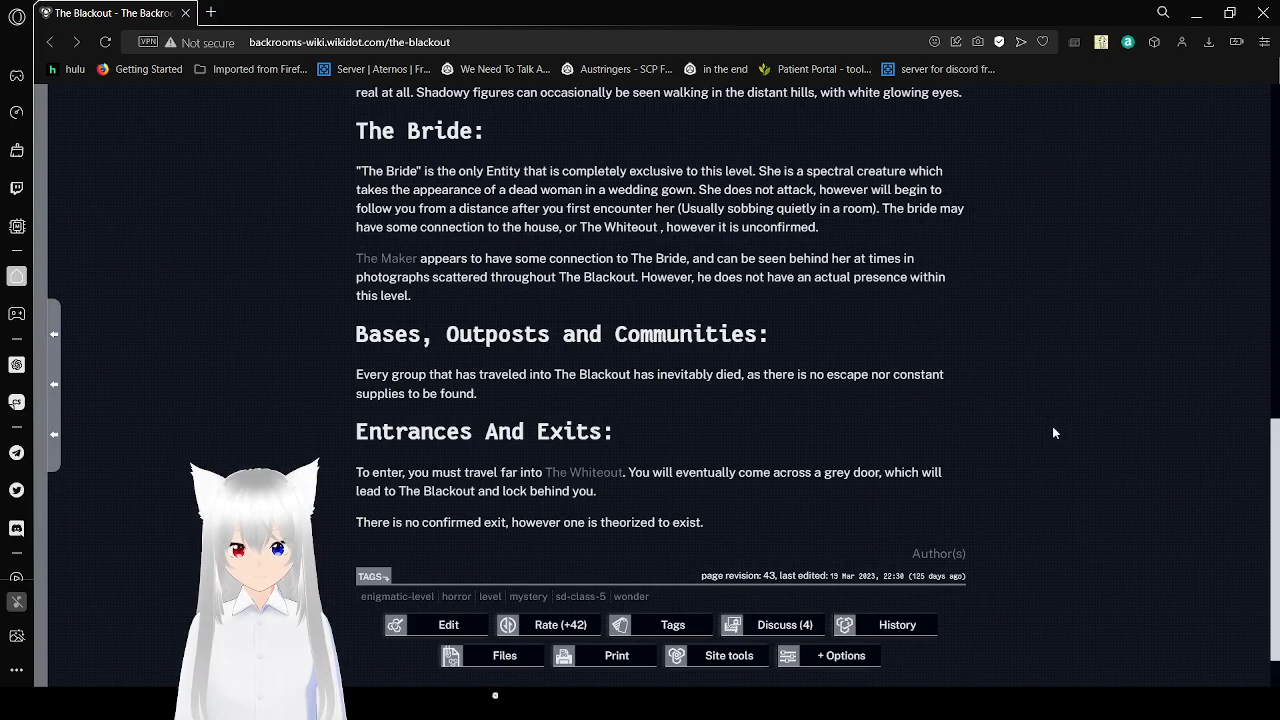 The Blackout - The Backroo
VPN
Not secure
backrooms-wiki.wikidot.com/the-blackout
h hulu
Getting Started
Imported from Firef...
Server | Aternos | Fr...
We Need To Talk A...
Austringers - SCP F...
in the end
Patient Portal - tool...
a
server for discord fr...
real at all. Shadowy figures can occasionally be seen walking in the distant hills, with white glowing eyes.
The Bride:
"The Bride" is the only Entity that is completely exclusive to this level. She is a spectral creature which
takes the appearance of a dead woman in a wedding gown. She does not attack, however will begin to
follow you from a distance after you first encounter her (Usually sobbing quietly in a room). The bride may
have some connection to the house, or The Whiteout , however it is unconfirmed.
The Maker appears to have some connection to The Bride, and can be seen behind her at times in
photographs scattered throughout The Blackout. However, he does not have an actual presence within
this level.
Bases, Outposts and Communities:
Every group that has traveled into The Blackout has inevitably died, as there is no escape nor constant
supplies to be found.
CS
Entrances And Exits:
To enter, you must travel far into The Whiteout. You will eventually come across a grey door, which will
lead to The Blackout and lock behind you.
There is no confirmed exit, however one is theorized to exist.
Author(s)
TAGS
page revision: 43, last edited: 19 Mar 2023, 22:30 (125 days ago)
enigmatic-level horror level mystery sd-class-5 wonder
Edit
Rate (+42)
Tags
Discuss (4)
History
Files
Print
Site tools
+ Options